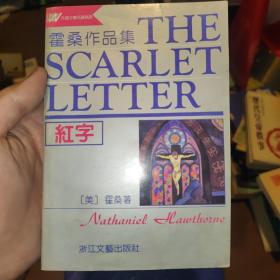 霍桑作品集 THE
SCARLET
LETTER
紅字
[美] 霍桑著
Nathaniel Hawthorne
浙江文藝出版社